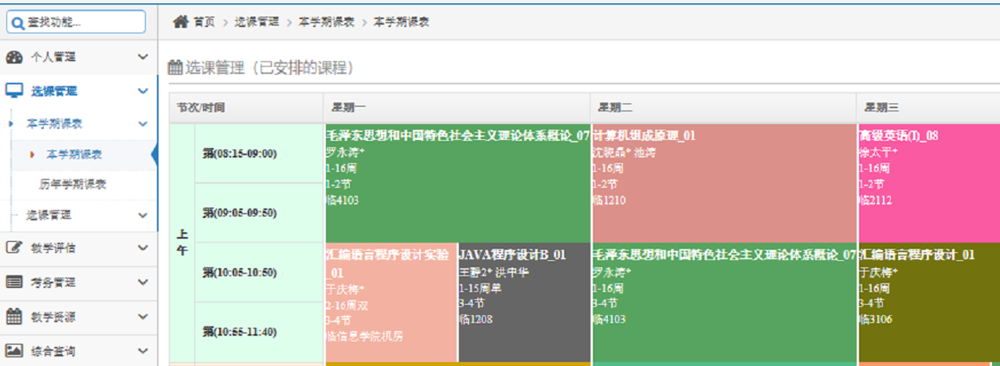 查找功能...
首页 > 选课管理 > 本学期课表 > 本学期课表
个人管理
选课管理
本学期课表
本学期课表
历年学期课表
选课管理
教学评估
考务管理
教学资源
综合查询
选课管理（已安排的课程）
节次/时间
星期一
星期二
星期三
上
午
第(08:15-09:00)
第(09:05-09:50)
第(10:05-10:50)
第(10:55-11:40)
毛泽东思想和中国特色社会主义理论体系概论_07
罗永涛*
1-16周
1-2节
临4103
计算机组成原理_01
沈晓晶* 池涛
1-16周
1-2节
临1210
高级英语(I)_08
徐太平*
1-16周
1-2节
临2112
汇编语言程序设计实验
_01
于庆梅*
2-16周双
3-4节
临信息学院机房
JAVA程序设计B_01
王静2* 洪中华
1-15周单
3-4节
临1208
毛泽东思想和中国特色社会主义理论体系概论_07
罗永涛*
1-16周
3-4节
临4103
汇编语言程序设计_01
于庆梅*
1-16周
3-4节
临3106